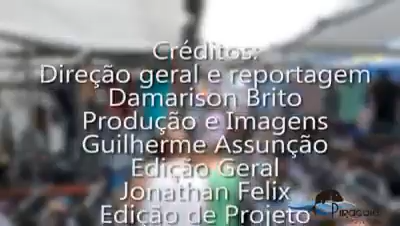 Créditos:
Direção geral e reportagem
Damarison Brito
Produção e Imagens
Guilherme Assunção
Edição Geral
Jonathan Felix
Edição de Projeto